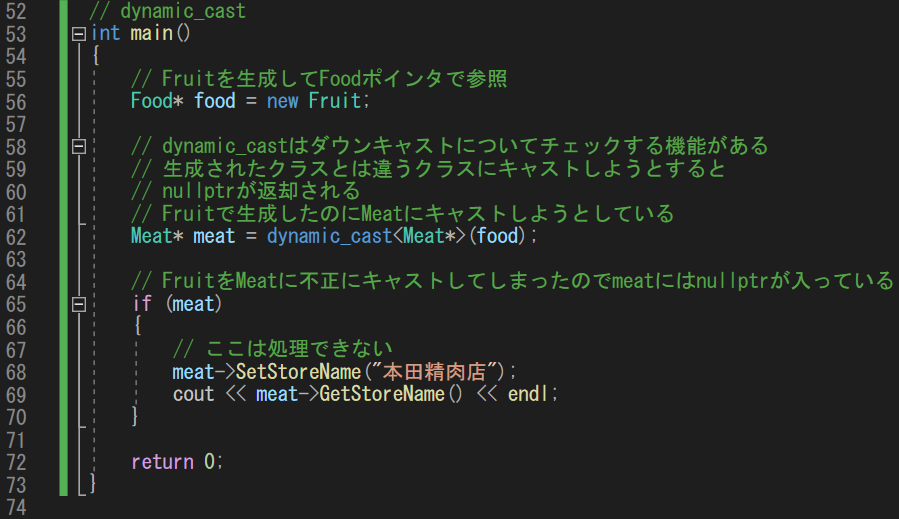 52 // dynamic_cast
53 int main()
54 {
55 // Fruitを生成してFoodポインタで参照
56 Food* food = new Fruit;
57
58 // dynamic_castはダウンキャストについてチェックする機能がある
59 // 生成されたクラスとは違うクラスにキャストしようとすると
60 // nullptrが返却される
61 // Fruitで生成したのにMeatにキャストしようとしている
62 Meat* meat = dynamic_cast<Meat*>(food);
63
64 // FruitをMeatに不正にキャストしてしまったのでmeatにはnullptrが入っている
65 if (meat)
66 {
67 // ここは処理できない
68 meat->SetStoreName("本田精肉店");
69 cout << meat->GetStoreName() << endl;
70 }
71
72 return 0;
73 }
74